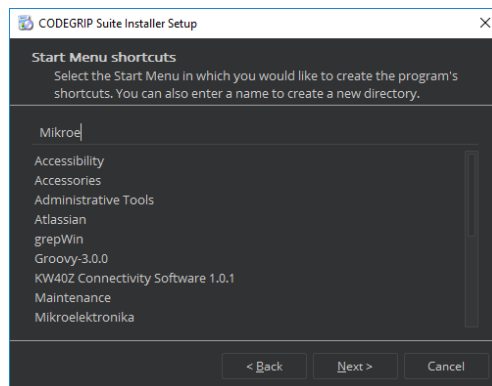 CODEGRIP Suite Installer Setup
Start Menu shortcuts
Select the Start Menu in which you would like to create the program's
shortcuts. You can also enter a name to create a new directory.
Mikroe
Accessibility
Accessories
Administrative Tools
Atlassian
grepWin
Groovy-3.0.0
KW40Z Connectivity Software 1.0.1
Maintenance
Mikroelektronika
< Back Next > Cancel